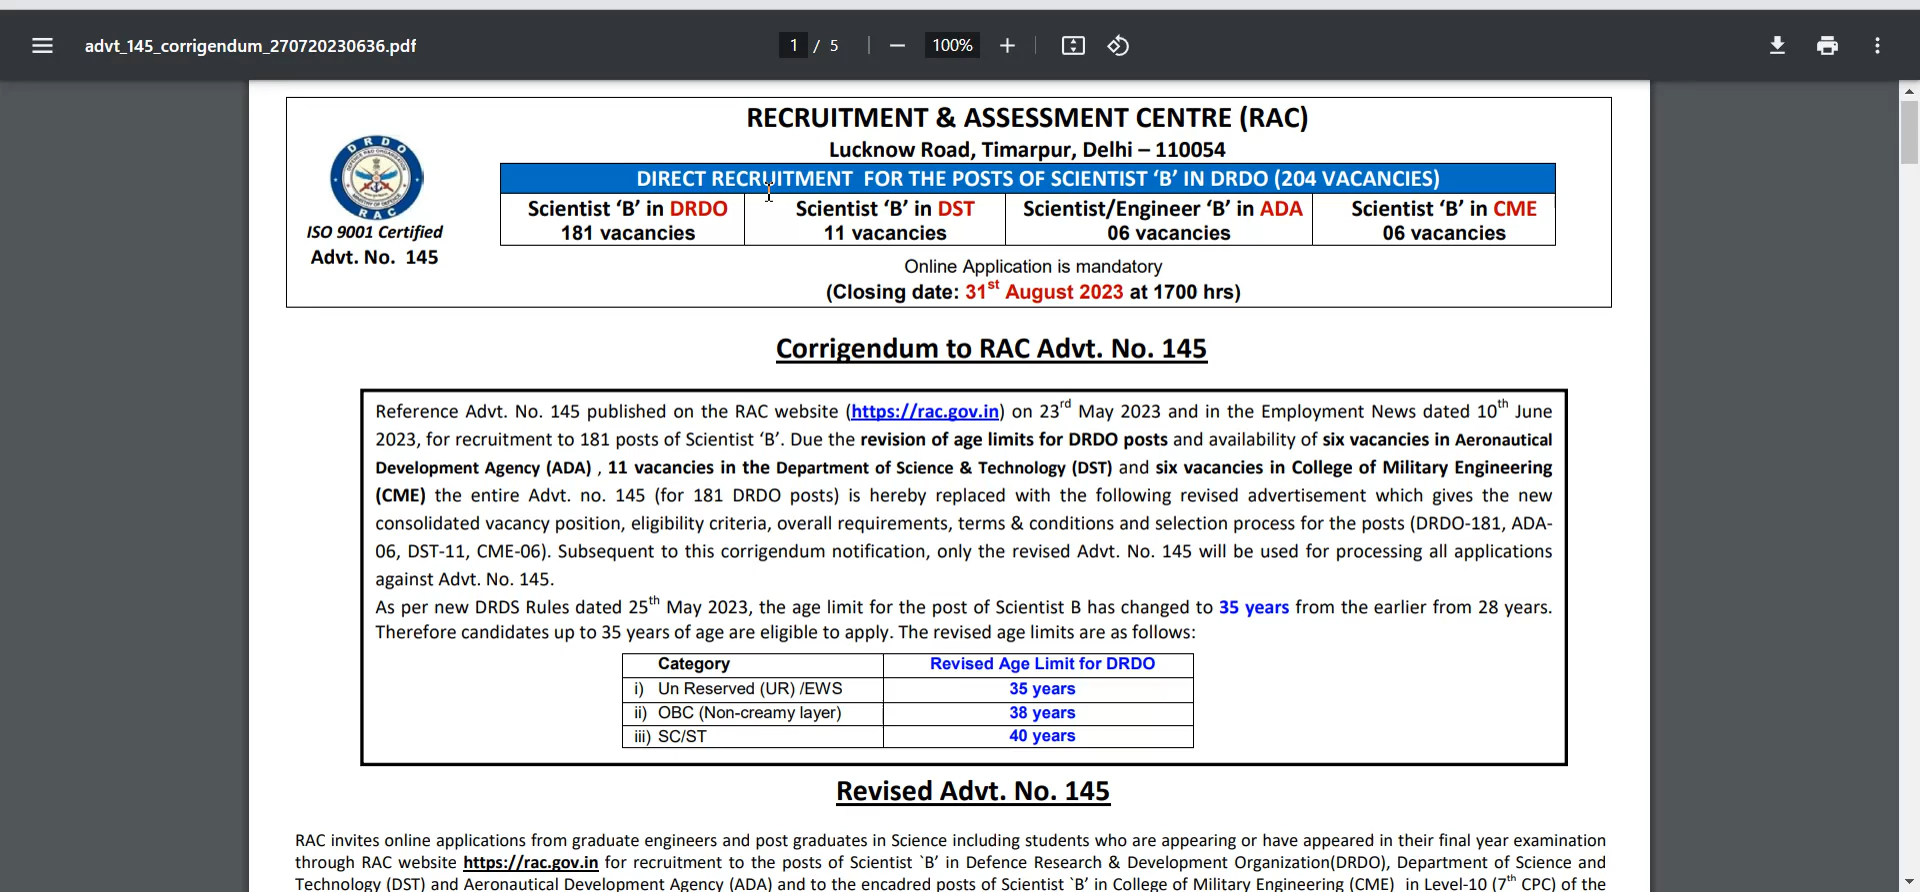 advt_145_corrigendum_270720230636.pdf
1 / 5
100%
DRDO
RAC
ISO 9001 Certified
Advt. No. 145
RECRUITMENT & ASSESSMENT CENTRE (RAC)
Lucknow Road, Timarpur, Delhi – 110054
DIRECT RECRUITMENT FOR THE POSTS OF SCIENTIST ‘B’ IN DRDO (204 VACANCIES)
Scientist ‘B’ in DRDO Scientist ‘B’ in DST Scientist/Engineer ‘B’ in ADA Scientist ‘B’ in CME
181 vacancies 11 vacancies 06 vacancies 06 vacancies
Online Application is mandatory
(Closing date: 31st August 2023 at 1700 hrs)
Corrigendum to RAC Advt. No. 145
Reference Advt. No. 145 published on the RAC website (https://rac.gov.in) on 23rd May 2023 and in the Employment News dated 10th June
2023, for recruitment to 181 posts of Scientist ‘B’. Due the revision of age limits for DRDO posts and availability of six vacancies in Aeronautical
Development Agency (ADA) , 11 vacancies in the Department of Science & Technology (DST) and six vacancies in College of Military Engineering
(CME) the entire Advt. no. 145 (for 181 DRDO posts) is hereby replaced with the following revised advertisement which gives the new
consolidated vacancy position, eligibility criteria, overall requirements, terms & conditions and selection process for the posts (DRDO-181, ADA-
06, DST-11, CME-06). Subsequent to this corrigendum notification, only the revised Advt. No. 145 will be used for processing all applications
against Advt. No. 145.
As per new DRDS Rules dated 25th May 2023, the age limit for the post of Scientist B has changed to 35 years from the earlier from 28 years.
Therefore candidates up to 35 years of age are eligible to apply. The revised age limits are as follows:
Category Revised Age Limit for DRDO
i) Un Reserved (UR) /EWS 35 years
ii) OBC (Non-creamy layer) 38 years
iii) SC/ST 40 years
Revised Advt. No. 145
RAC invites online applications from graduate engineers and post graduates in Science including students who are appearing or have appeared in their final year examination
through RAC website https://rac.gov.in for recruitment to the posts of Scientist `B’ in Defence Research & Development Organization(DRDO), Department of Science and
Technology (DST) and Aeronautical Development Agency (ADA) and to the encadred posts of Scientist `B’ in College of Military Engineering (CME) in Level-10 (7th CPC) of the